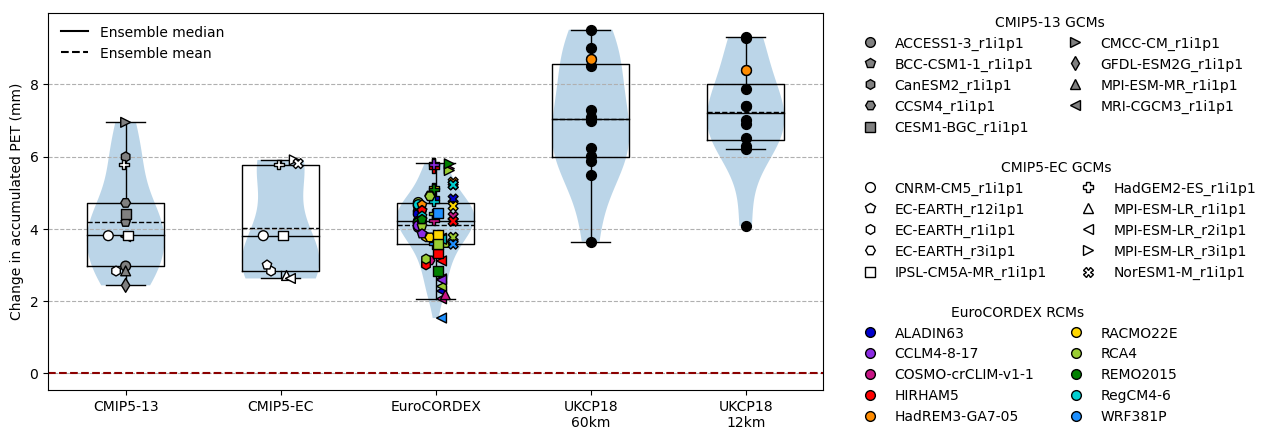 Ensemble median
Ensemble mean
Change in accumulated PET (mm)
8
6
4
2
0
CMIP5-13
CMIP5-EC
EuroCORDEX
UKCP18
60km
UKCP18
12km
CMIP5-13 GCMs
ACCESS1-3_r1i1p1
BCC-CSM1-1_r1i1p1
CanESM2_r1i1p1
CCSM4_r1i1p1
CESM1-BGC_r1i1p1
CMCC-CM_r1i1p1
GFDL-ESM2G_r1i1p1
MPI-ESM-MR_r1i1p1
MRI-CGCM3_r1i1p1
CMIP5-EC GCMs
CNRM-CM5_r1i1p1
EC-EARTH_r12i1p1
EC-EARTH_r1i1p1
EC-EARTH_r3i1p1
IPSL-CM5A-MR_r1i1p1
HadGEM2-ES_r1i1p1
MPI-ESM-LR_r1i1p1
MPI-ESM-LR_r2i1p1
MPI-ESM-LR_r3i1p1
NorESM1-M_r1i1p1
EuroCORDEX RCMs
ALADIN63
CCLM4-8-17
COSMO-crCLIM-v1-1
HIRHAM5
HadREM3-GA7-05
RACMO22E
RCA4
REMO2015
RegCM4-6
WRF381P